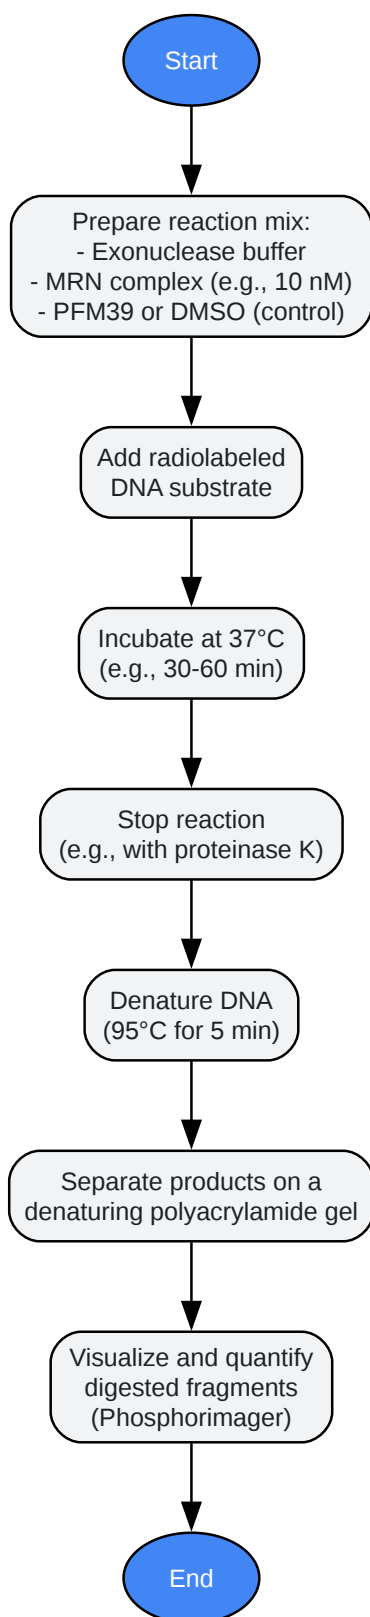 Start
Prepare reaction mix:
- Exonuclease buffer
- MRN complex (e.g., 10 nM)
- PFM39 or DMSO (control)
Add radiolabeled
DNA substrate
Incubate at 37°C
(e.g., 30-60 min)
Stop reaction
(e.g., with proteinase K)
Denature DNA
(95°C for 5 min)
Separate products on a
denaturing polyacrylamide gel
Visualize and quantify
digested fragments
(Phosphorimager)
End